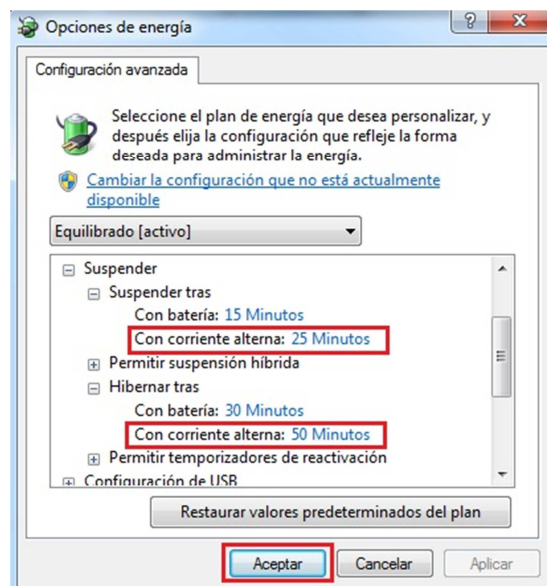 Opciones de energía
Configuración avanzada
Seleccione el plan de energía que desea personalizar, y
después elija la configuración que refleje la forma
deseada para administrar la energía.
Cambiar la configuración que no está actualmente
disponible
Equilibrado [activo]
Suspender
Suspender tras
Con batería: 15 Minutos
Con corriente alterna: 25 Minutos
Permitir suspensión híbrida
Hibernar tras
Con batería: 30 Minutos
Con corriente alterna: 50 Minutos
Permitir temporizadores de reactivación
Configuración de USB
Restaurar valores predeterminados del plan
Aceptar Cancelar Aplicar